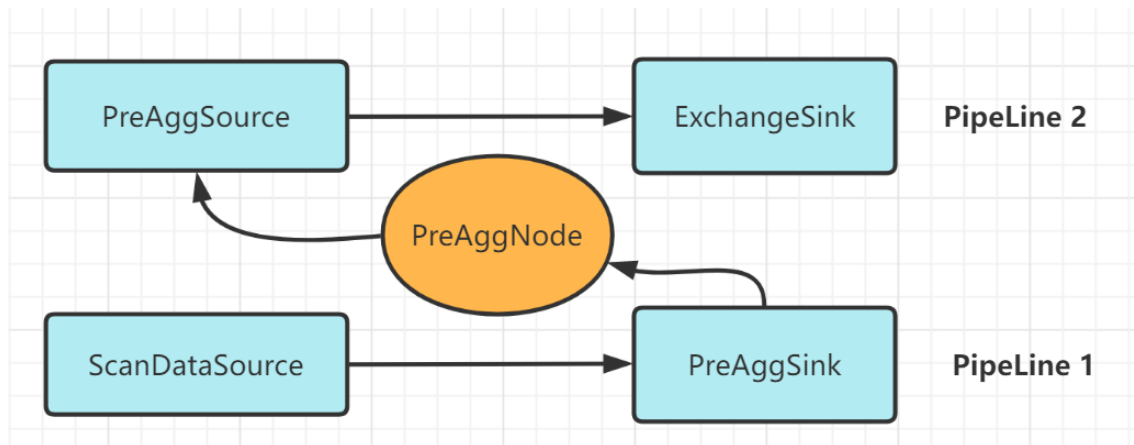 PreAggSource
ExchangeSink
PipeLine 2
PreAggNode
ScanDataSource
PreAggSink
PipeLine 1